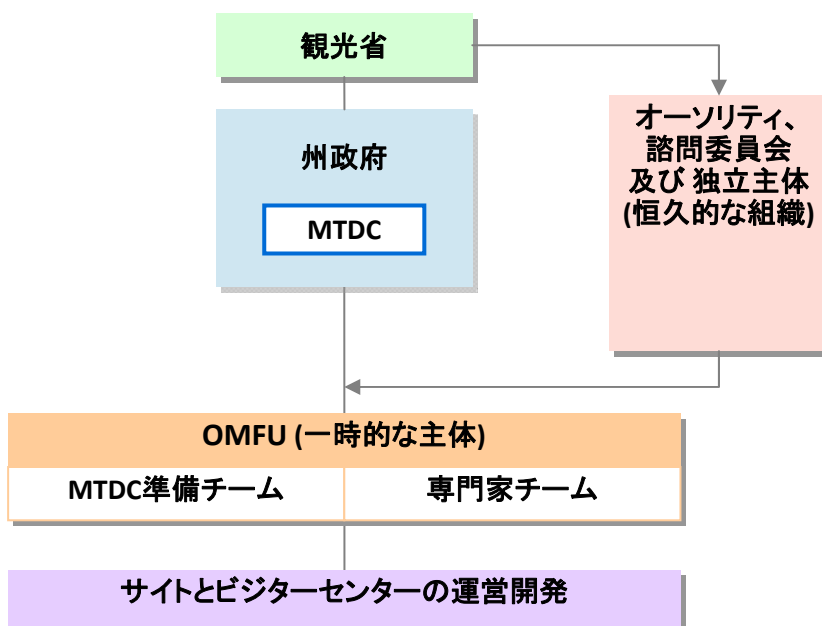 観光省
州政府
MTDC
オーソリティ、
諮問委員会
及び 独立主体
(恒久的な組織)
OMFU (一時的な主体)
MTDC準備チーム
専門家チーム
サイトとビジターセンターの運営開発